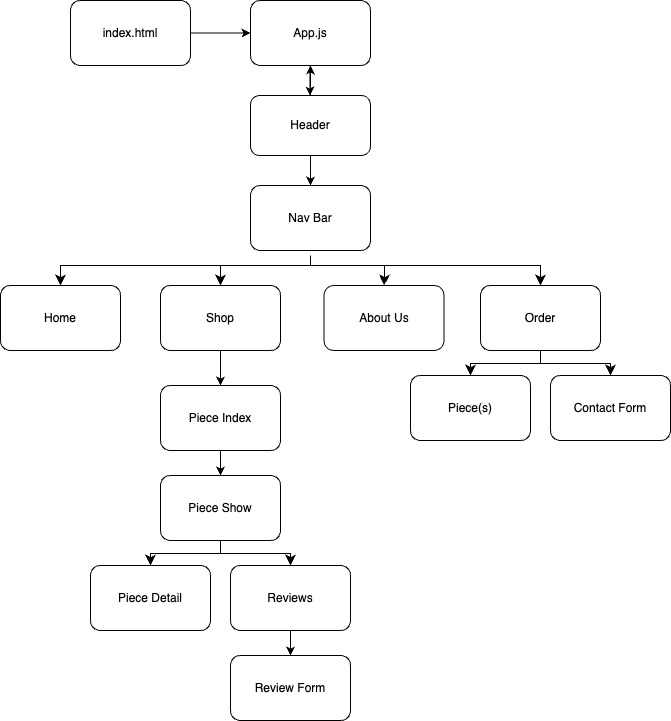 index.html
App.js
Header
Nav Bar
Home
Shop
About Us
Order
Piece Index
Piece(s)
Contact Form
Piece Show
Piece Detail
Reviews
Review Form